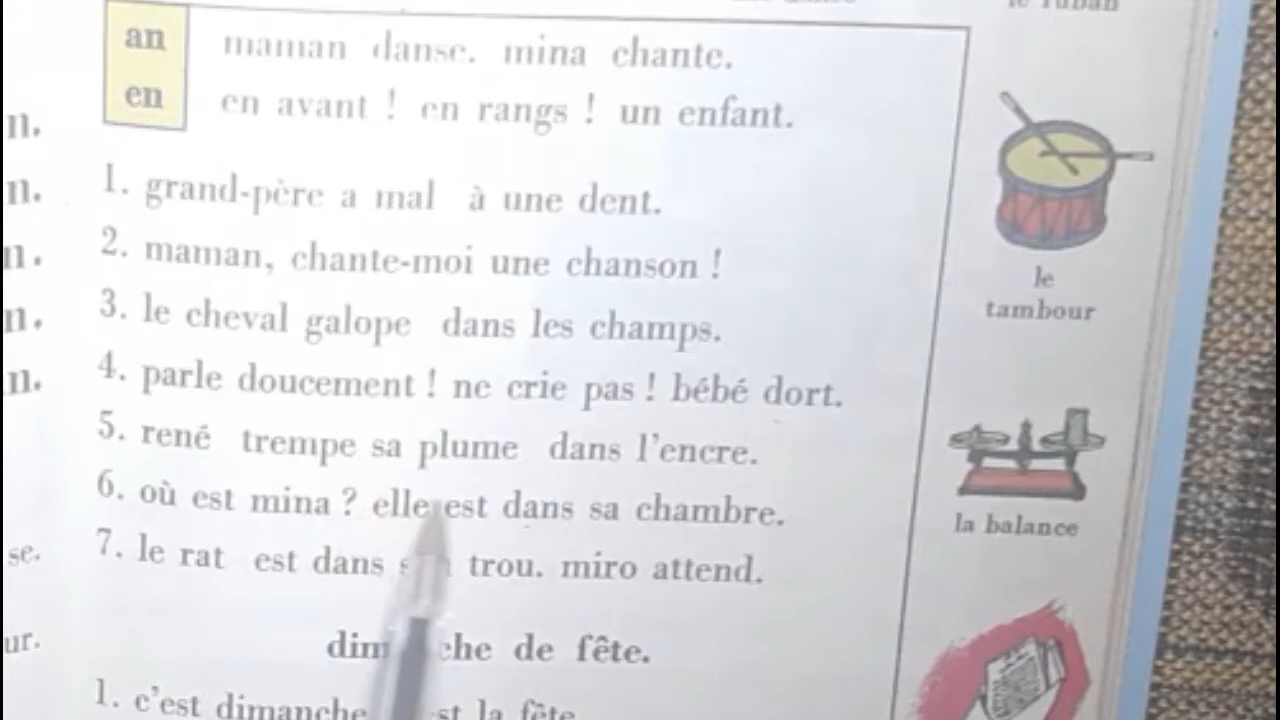 le ruban
an
maman danse. mina chante.
en
en avant ! en rangs ! un enfant.
n.
n.
1. grand-père a mal à une dent.
n.
2. maman, chante-moi une chanson !
n.
3. le cheval galope dans les champs.
n.
4. parle doucement ! ne crie pas ! bébé dort.
5. rené trempe sa plume dans l'encre.
6. où est mina ? elle est dans sa chambre.
se.
7. le rat est dans trou. miro attend.
ur.
de fête.
1. c'est dimanche la fête
le
tambour
la balance